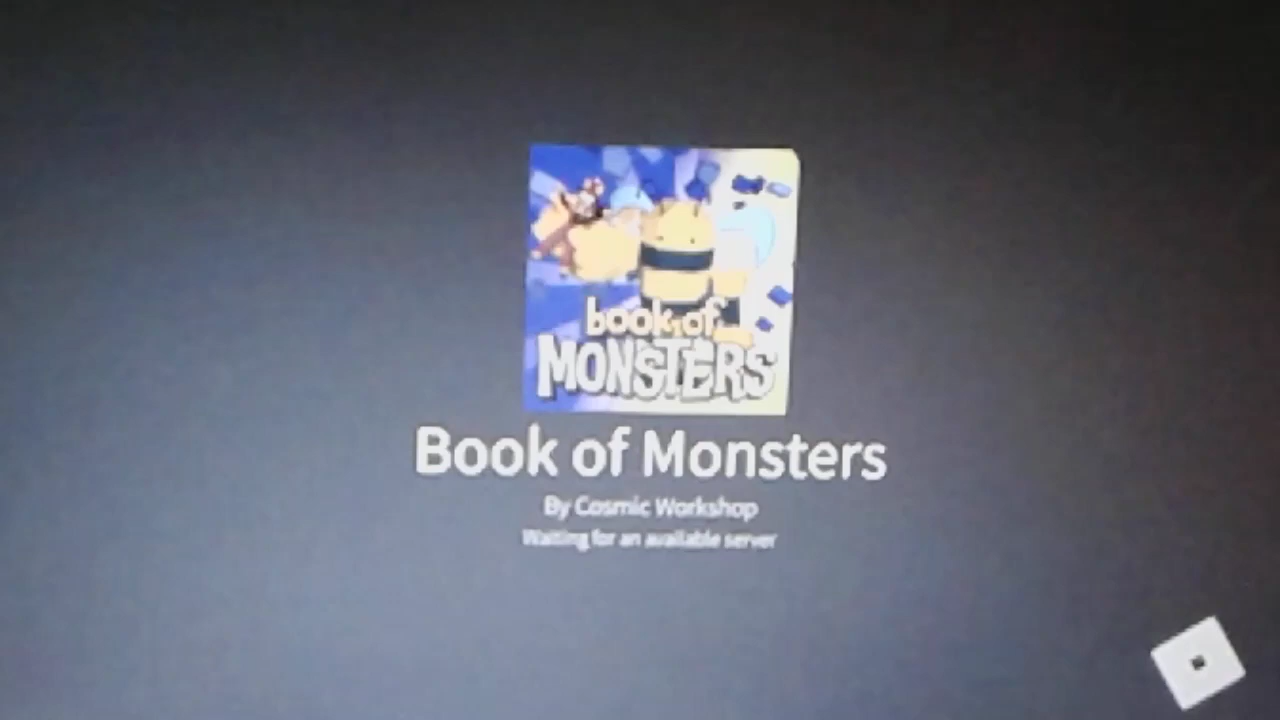 book of
MONSTERS
Book of Monsters
By Cosmic Workshop
Waiting for an available server